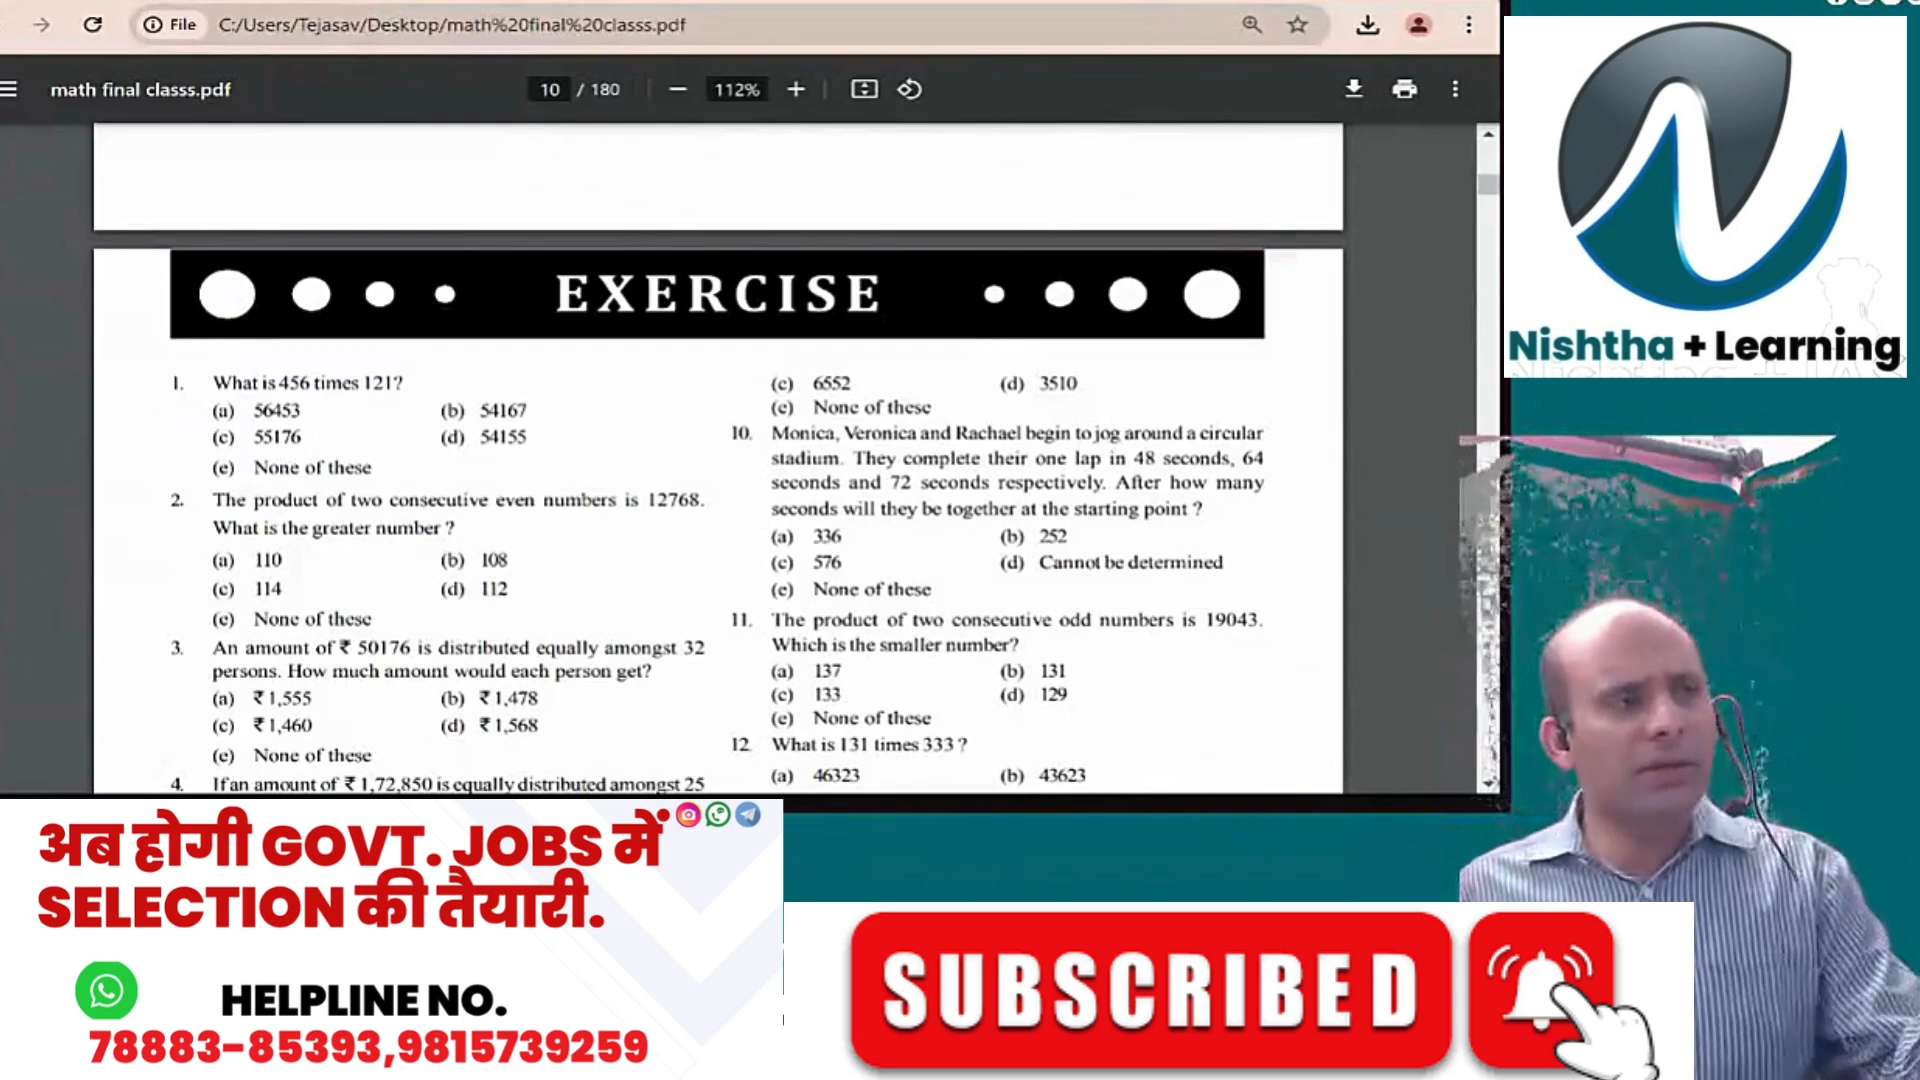 File C:/Users/Tejasav/Desktop/math%20final%20classs.pdf
math final classs.pdf
10 / 180
112%
EXERCISE
1. What is 456 times 121?
(a) 56453 (b) 54167
(c) 55176 (d) 54155
(e) None of these
2. The product of two consecutive even numbers is 12768.
What is the greater number ?
(a) 110 (b) 108
(c) 114 (d) 112
(e) None of these
3. An amount of ₹ 50176 is distributed equally amongst 32
persons. How much amount would each person get?
(a) ₹ 1,555 (b) ₹ 1,478
(c) ₹ 1,460 (d) ₹ 1,568
(e) None of these
4. If an amount of ₹ 1,72,850 is equally distributed amongst 25
(c) 6552 (d) 3510
(e) None of these
10. Monica, Veronica and Rachael begin to jog around a circular
stadium. They complete their one lap in 48 seconds, 64
seconds and 72 seconds respectively. After how many
seconds will they be together at the starting point ?
(a) 336 (b) 252
(c) 576 (d) Cannot be determined
(e) None of these
11. The product of two consecutive odd numbers is 19043.
Which is the smaller number?
(a) 137 (b) 131
(c) 133 (d) 129
(e) None of these
12. What is 131 times 333 ?
(a) 46323 (b) 43623
Nishtha + Learning
अब होगी GOVT. JOBS में
SELECTION की तैयारी.
HELPLINE NO.
78883-85393,9815739259
SUBSCRIBED